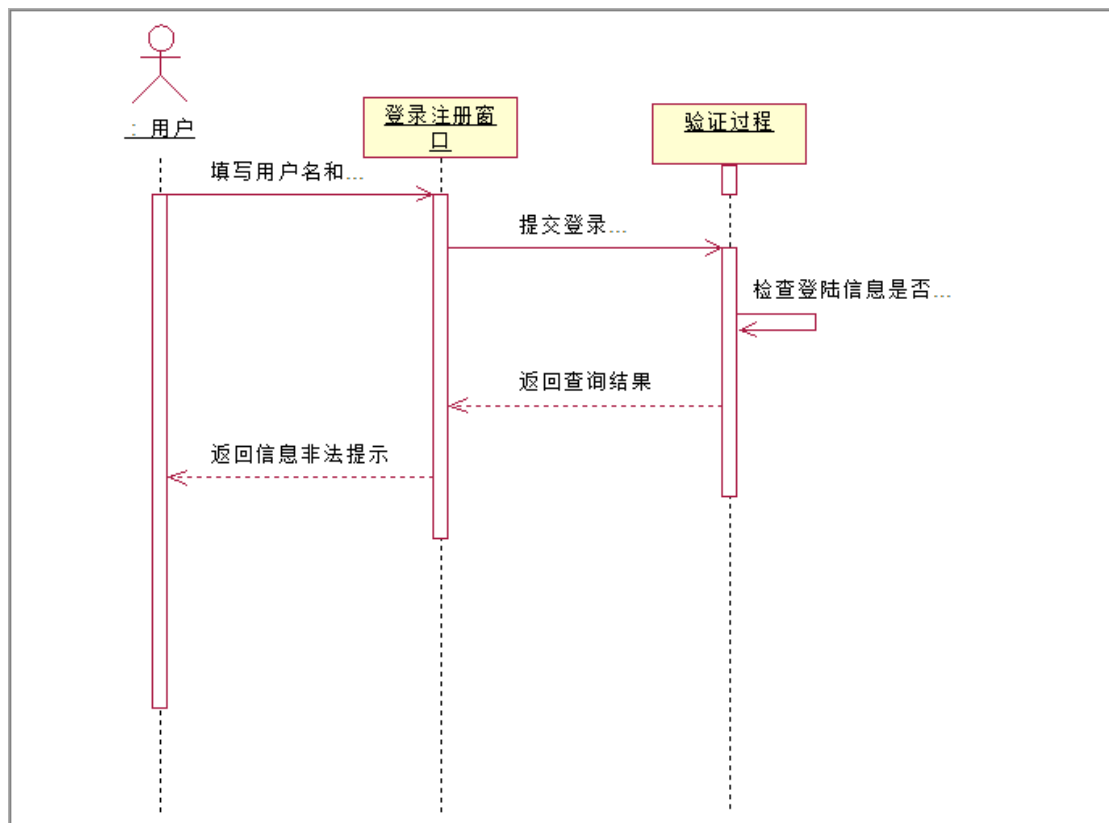 ：用户
登录注册窗
口
验证过程
填写用户名和...
提交登录...
检查登陆信息是否...
返回查询结果
返回信息非法提示